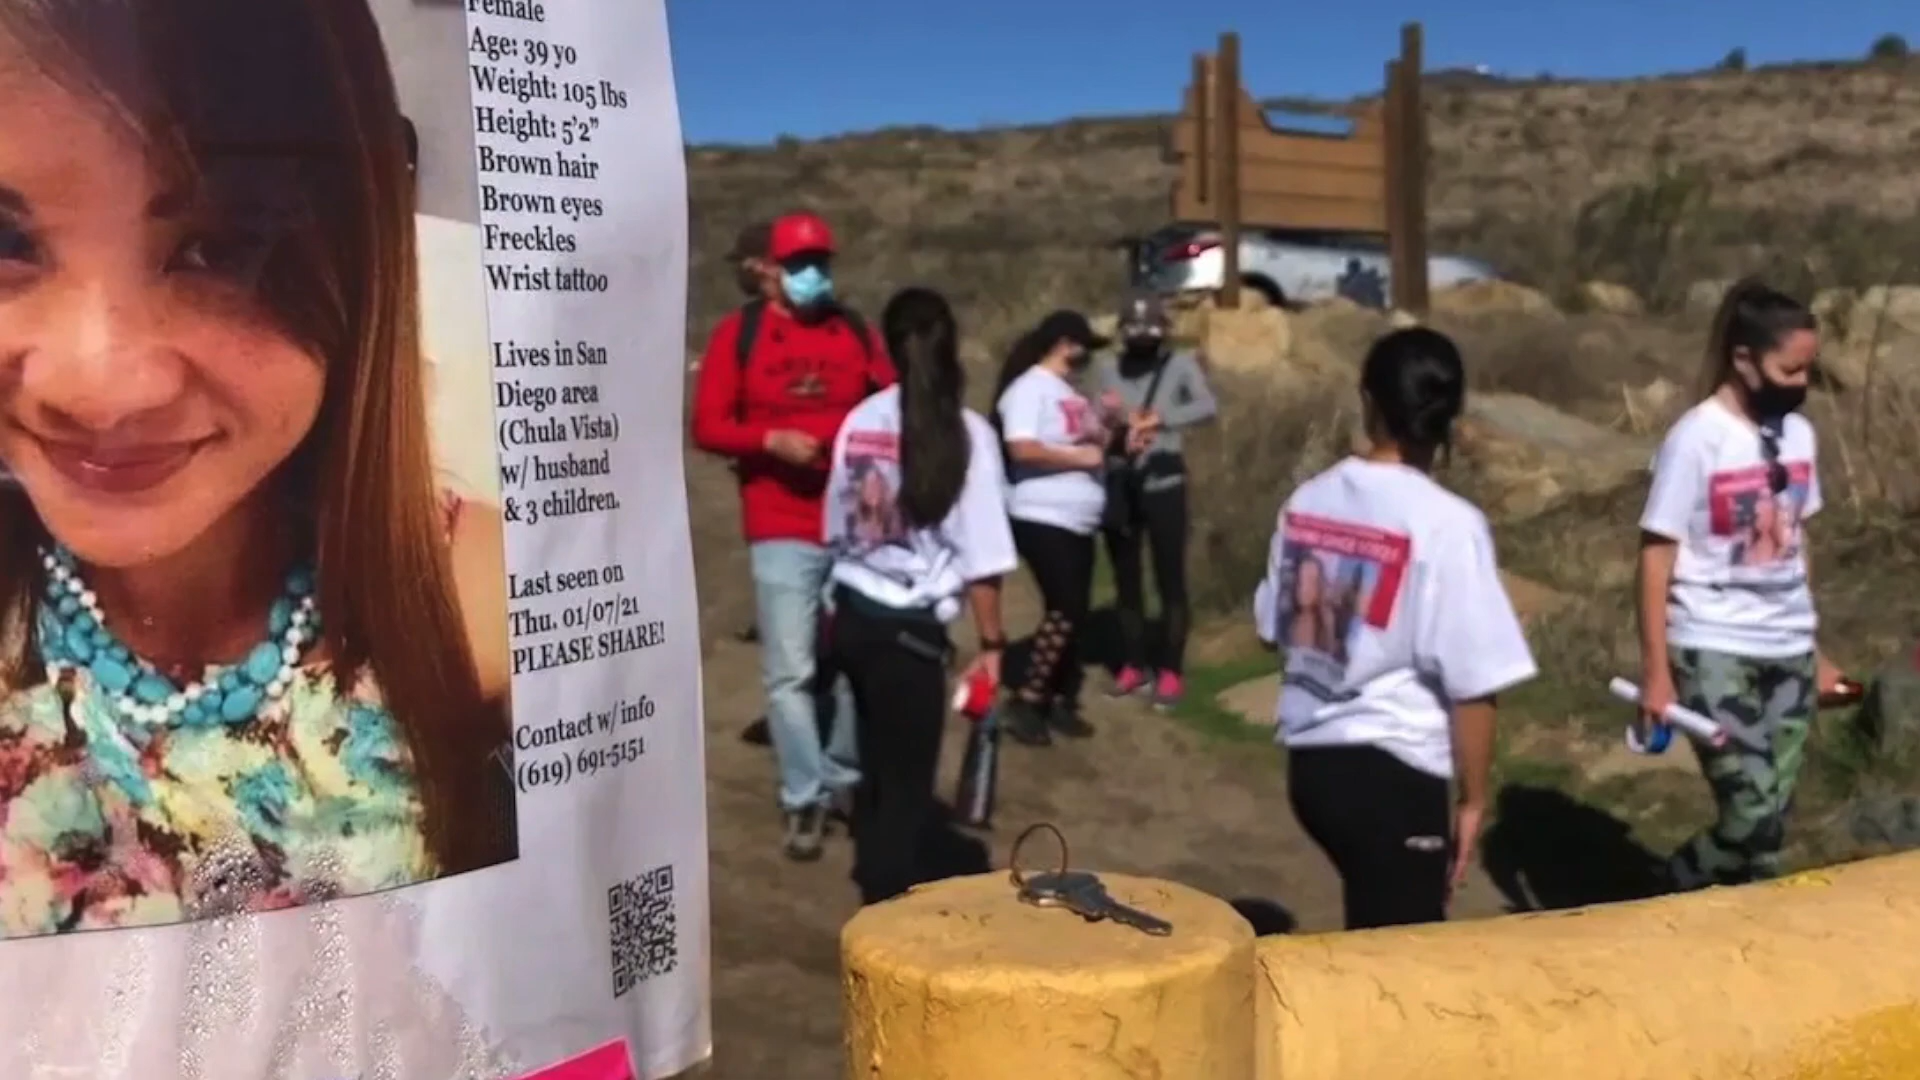 Female
Age: 39 yo
Weight: 105 lbs
Height: 5'2"
Brown hair
Brown eyes
Freckles
Wrist tattoo
Lives in San
Diego area
(Chula Vista)
w/ husband
& 3 children.
Last seen on
Thu. 01/07/21
PLEASE SHARE!
Contact w/ info
(619) 691-5151